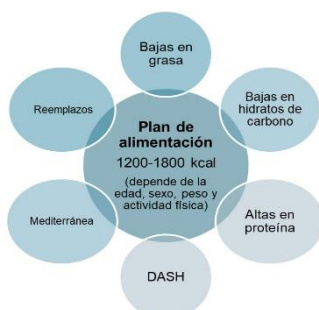 Bajas en
grasa
Bajas en
hidratos de
carbono
Altas en
proteína
DASH
Mediterránea
Reemplazos
Plan de
alimentación
1200-1800 kcal
(depende de la
edad, sexo, peso y
actividad física)